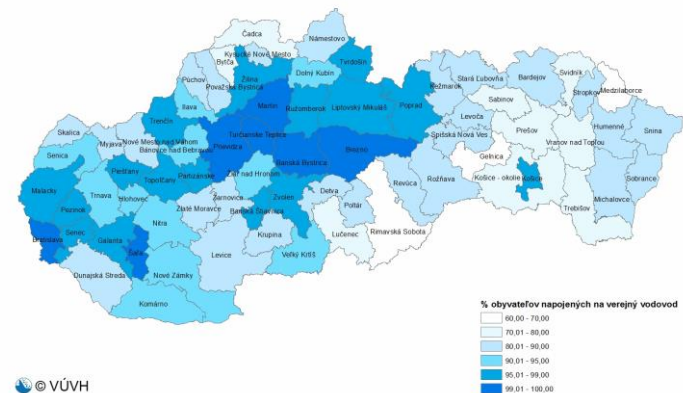 Čadca
Námestovo
Kysucké Nové Mesto
Bytča
Tvrdošín
Žilina
Dolný Kubín
Púchov
Považská Bystrica
Kežmarok
Stará Ľubovňa
Bardejov
Svidník
Stropkov
Medzilaborce
Ilava
Martin
Ružomberok
Liptovský Mikuláš
Poprad
Sabinov
Levoča
Humenné
Snina
Trenčín
Skalica
Myjava
Nové Mesto nad Váhom
Bánovce nad Bebravou
Turčianske Teplice
Prievidza
Spišská Nová Ves
Prešov
Vranov nad Topľou
Senica
Banská Bystrica
Brezno
Gelnica
Piešťany
Partizánske
Topoľčany
Žiar nad Hronom
Revúca
Rožňava
Košice - okolie
Košice
Sobrance
Michalovce
Malacky
Trnava
Hlohovec
Zvolen
Detva
Trebišov
Zlaté Moravce
Žarnovica
Banská Štiavnica
Poltár
Pezinok
Nitra
Krupina
Lučenec
Rimavská Sobota
Bratislava
Senec
Galanta
Šaľa
Levice
Veľký Krtíš
Dunajská Streda
Nové Zámky
Komárno
% obyvateľov napojených na verejný vodovod
60,00 - 70,00
70,01 - 80,00
80,01 - 90,00
90,01 - 95,00
95,01 - 99,00
99,01 - 100,00
© VÚVH